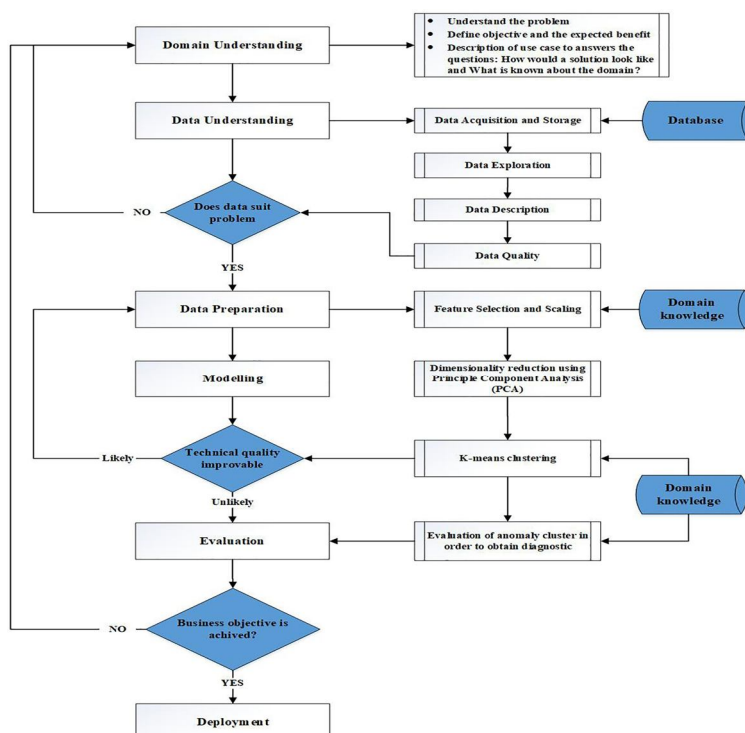 Domain Understanding
• Understand the problem
• Define objective and the expected benefit
• Description of use case to answers the
questions: How would a solution look like
and What is known about the domain?
Data Understanding
Data Acquisition and Storage
Database
Data Exploration
Does data suit
problem
NO
Data Description
Data Quality
YES
Data Preparation
Feature Selection and Scaling
Domain
knowledge
Modelling
Dimensionality reduction using
Principle Component Analysis
(PCA)
Likely
Technical quality
improvable
K-means clustering
Domain
knowledge
Unlikely
Evaluation
Evaluation of anomaly cluster in
order to obtain diagnostic
NO
Business objective is
achived?
YES
Deployment